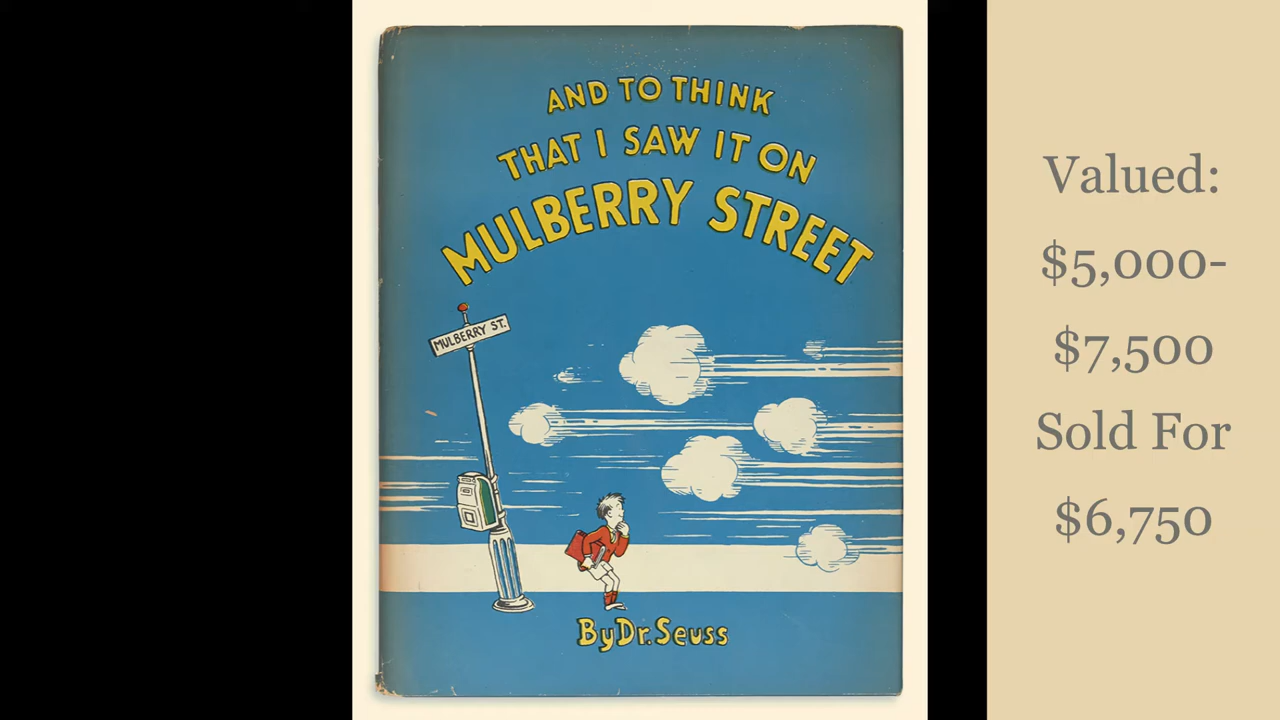 AND TO THINK
THAT I SAW IT ON
MULBERRY STREET
MULBERRY ST.
By Dr. Seuss
Valued:
$5,000-
$7,500
Sold For
$6,750